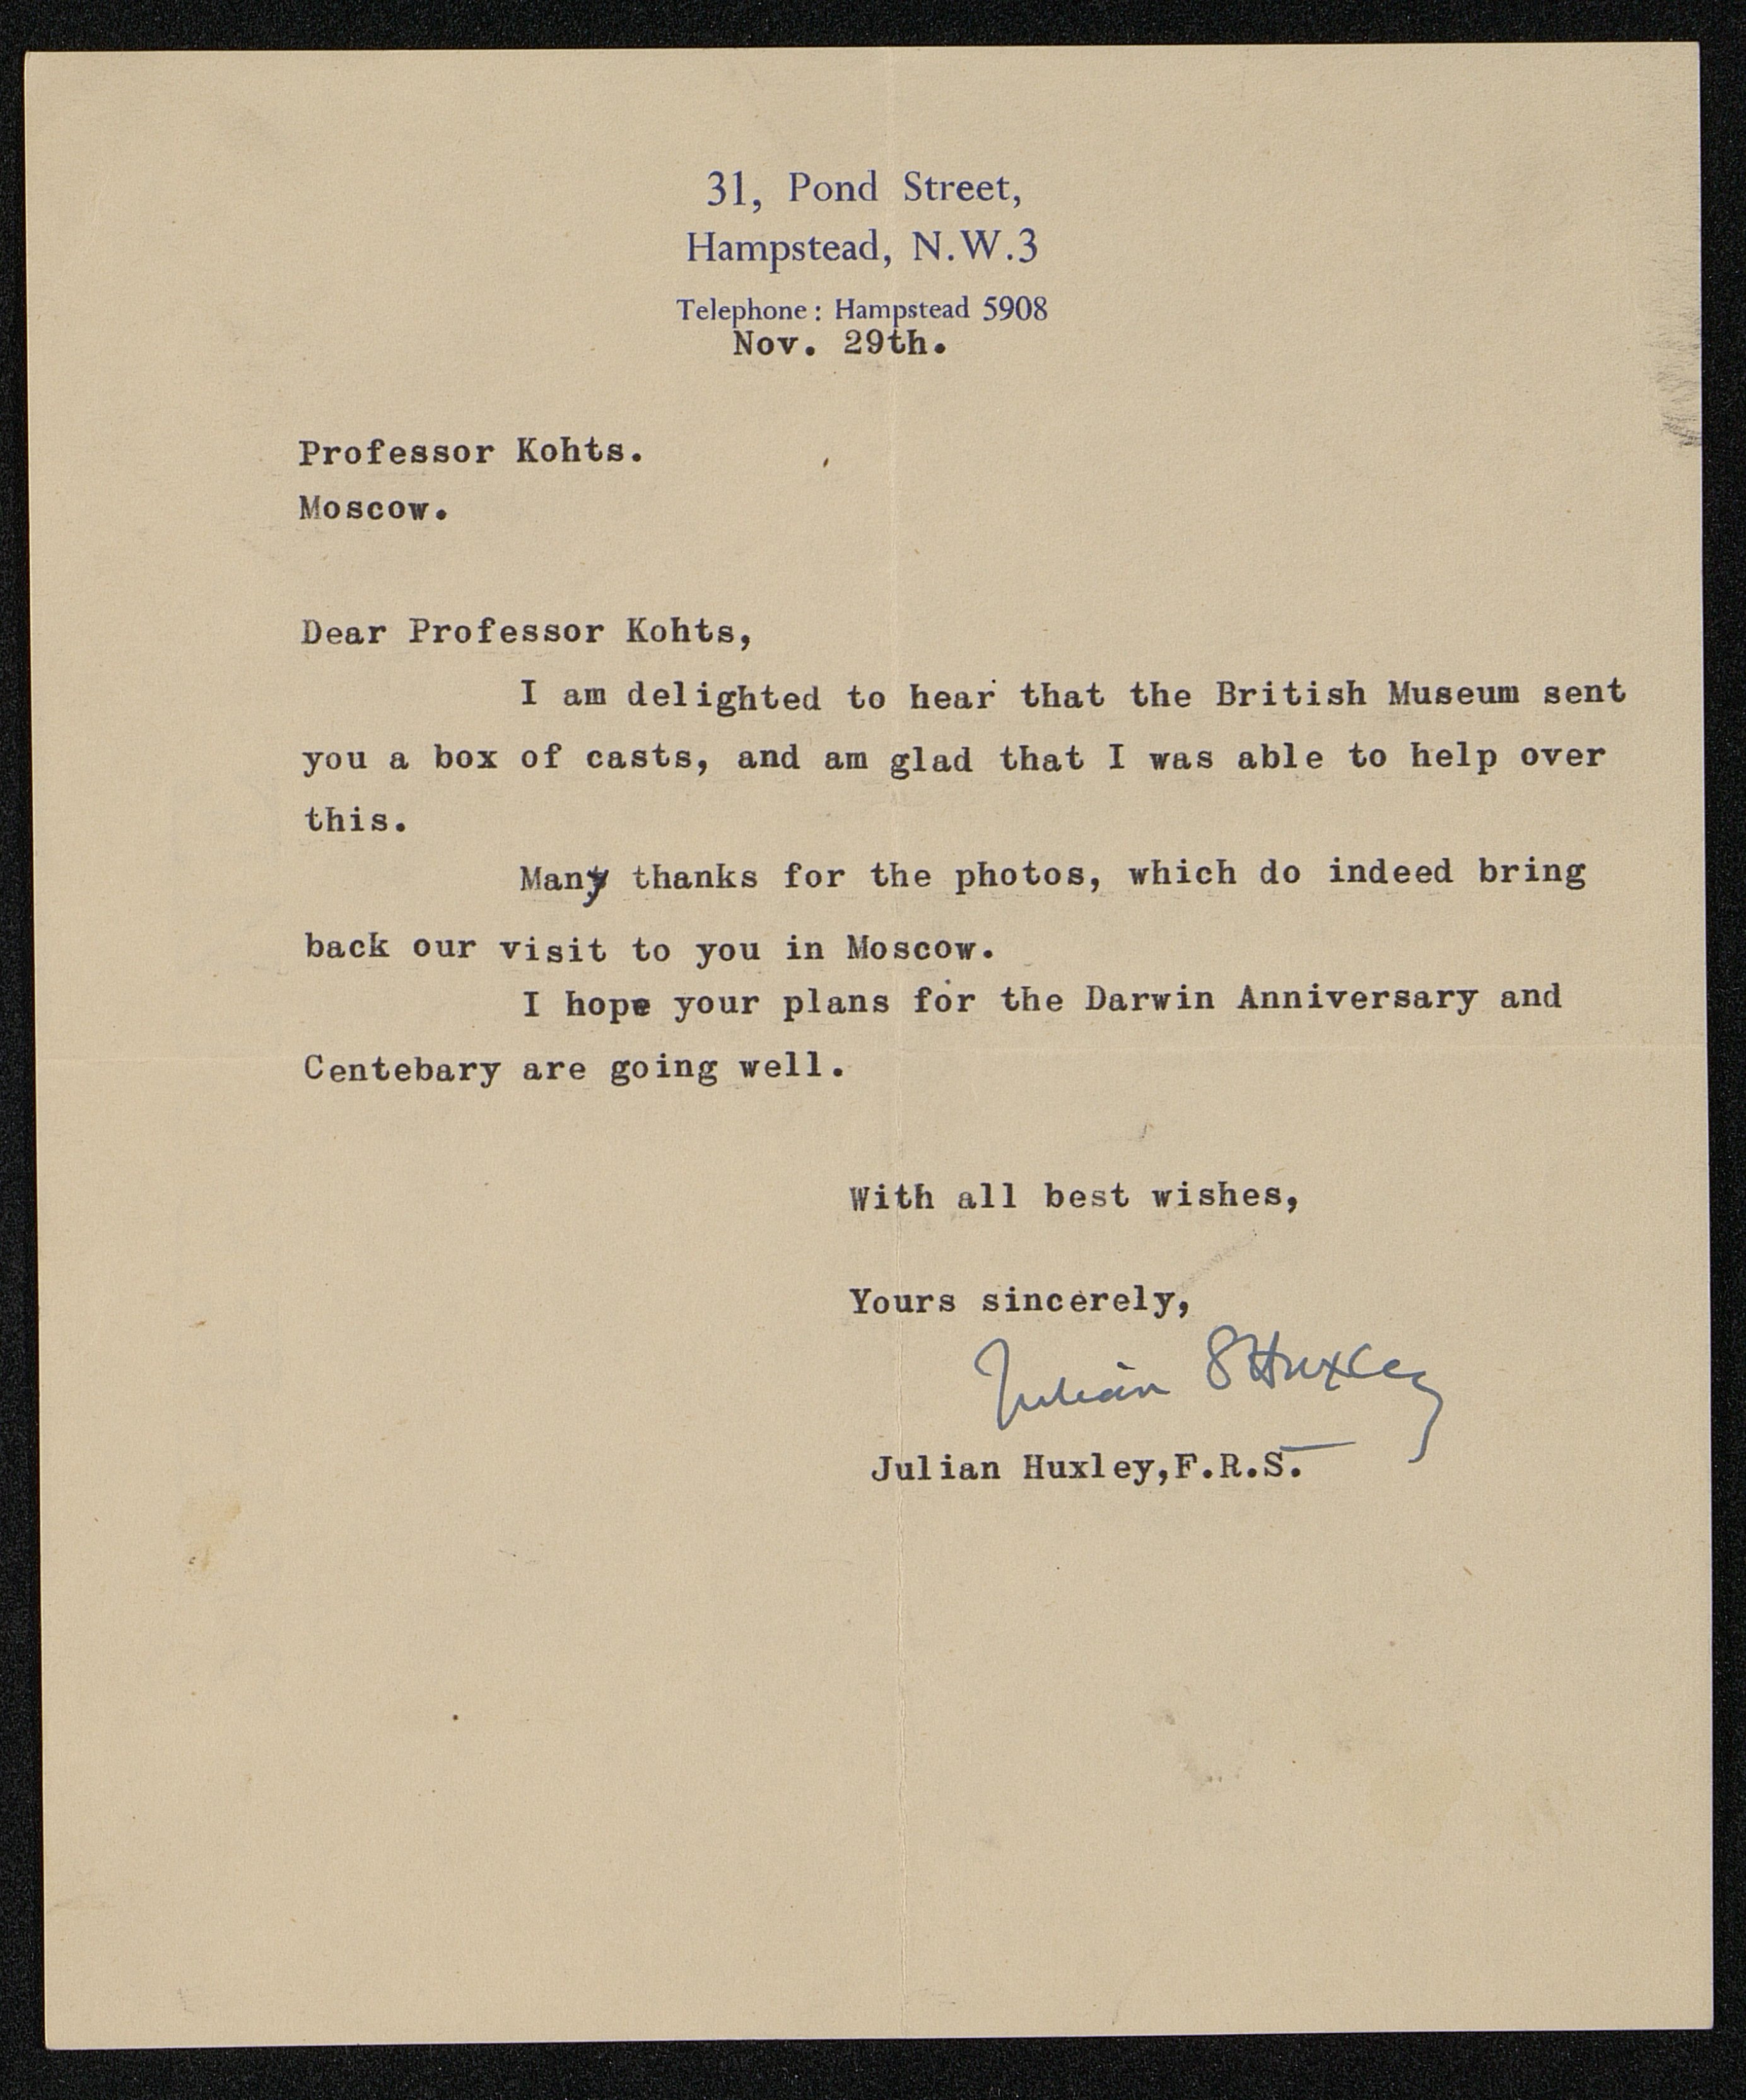 31, Pond Street,
Hampstead, N.W.3
Telephone: Hampstead 5908
Nov. 29th.
Professor Kohts.
Moscow.
Dear Professor Kohts,
I am delighted to hear that the British Museum sent
you a box of casts, and am glad that I was able to help over
this.
Many thanks for the photos, which do indeed bring
back our visit to you in Moscow.
I hope your plans for the Darwin Anniversary and
Centebary are going well.
With all best wishes,
Yours sincerely,
Julian S Huxley
Julian Huxley,F.R.S.